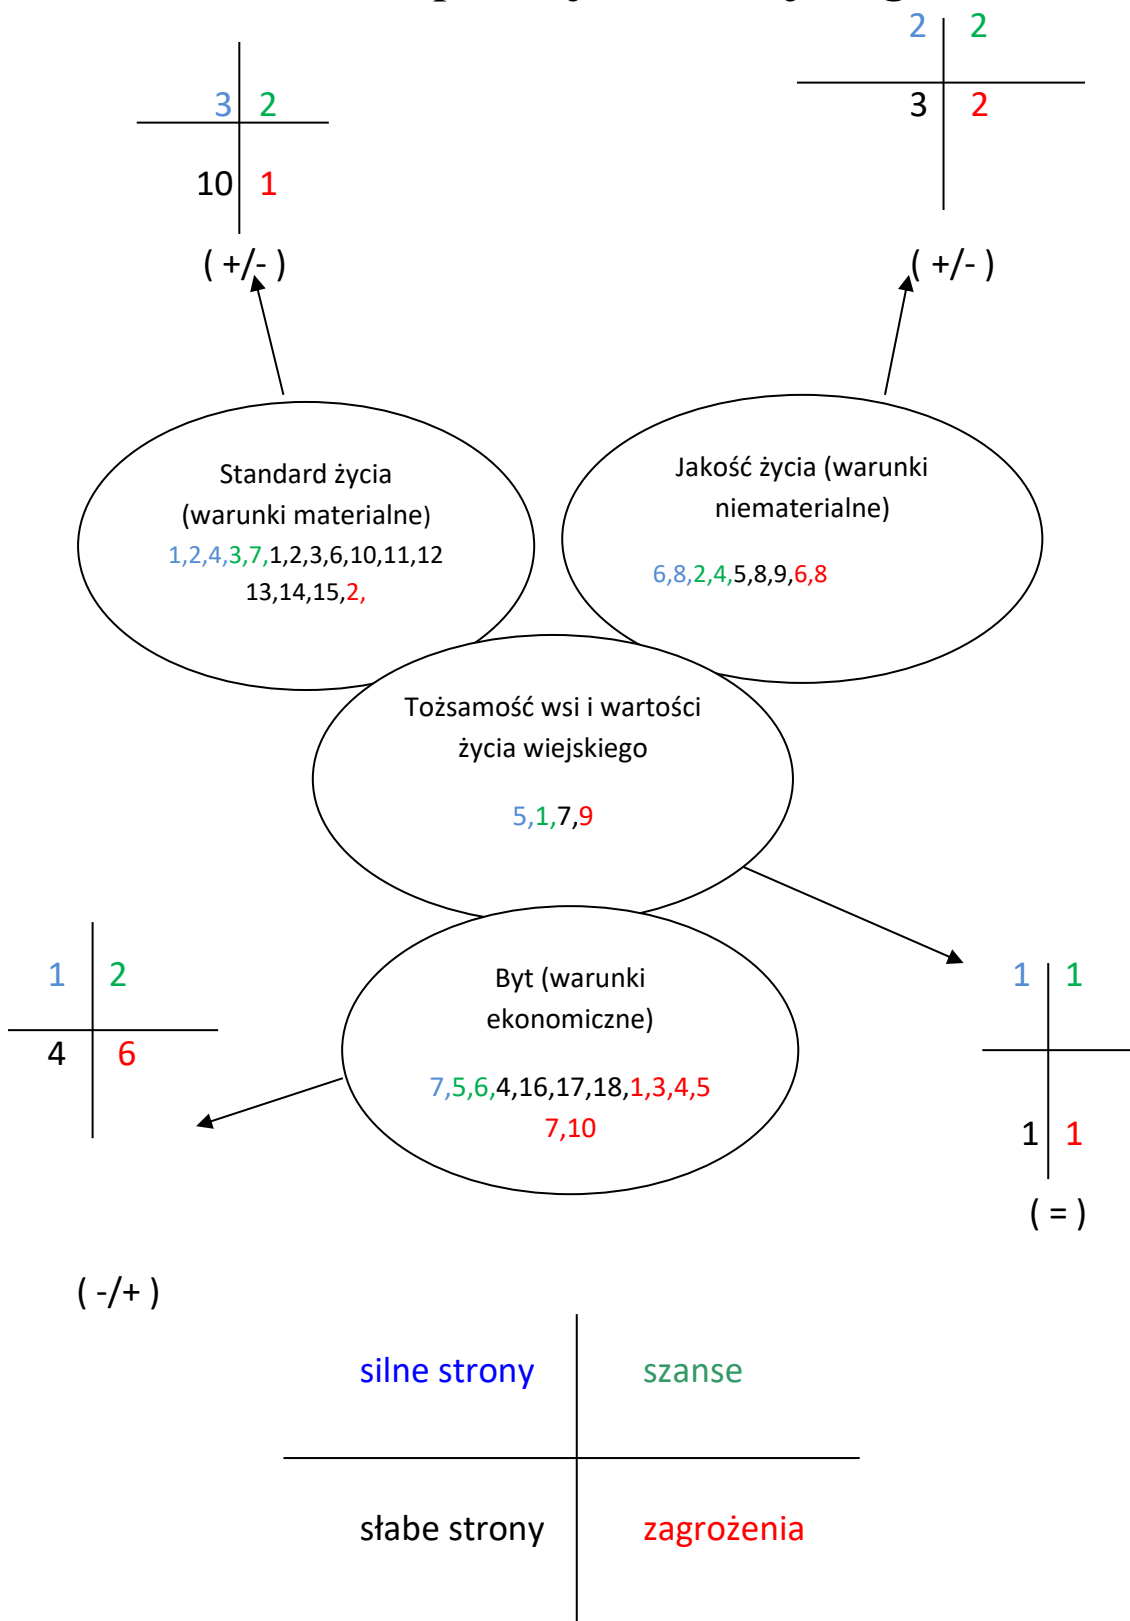 2 2
3 2
3 2
10 1
( +/- )
( +/- )
Standard życia
(warunki materialne)
1,2,4,3,7,1,2,3,6,10,11,12
13,14,15,2,
Jakość życia (warunki
niematerialne)
6,8,2,4,5,8,9,6,8
Tożsamość wsi i wartości
życia wiejskiego
5,1,7,9
1 2
4 6
Byt (warunki
ekonomiczne)
7,5,6,4,16,17,18,1,3,4,5
7,10
1 1
1 1
( = )
( -/+ )
silne strony szanse
słabe strony zagrożenia